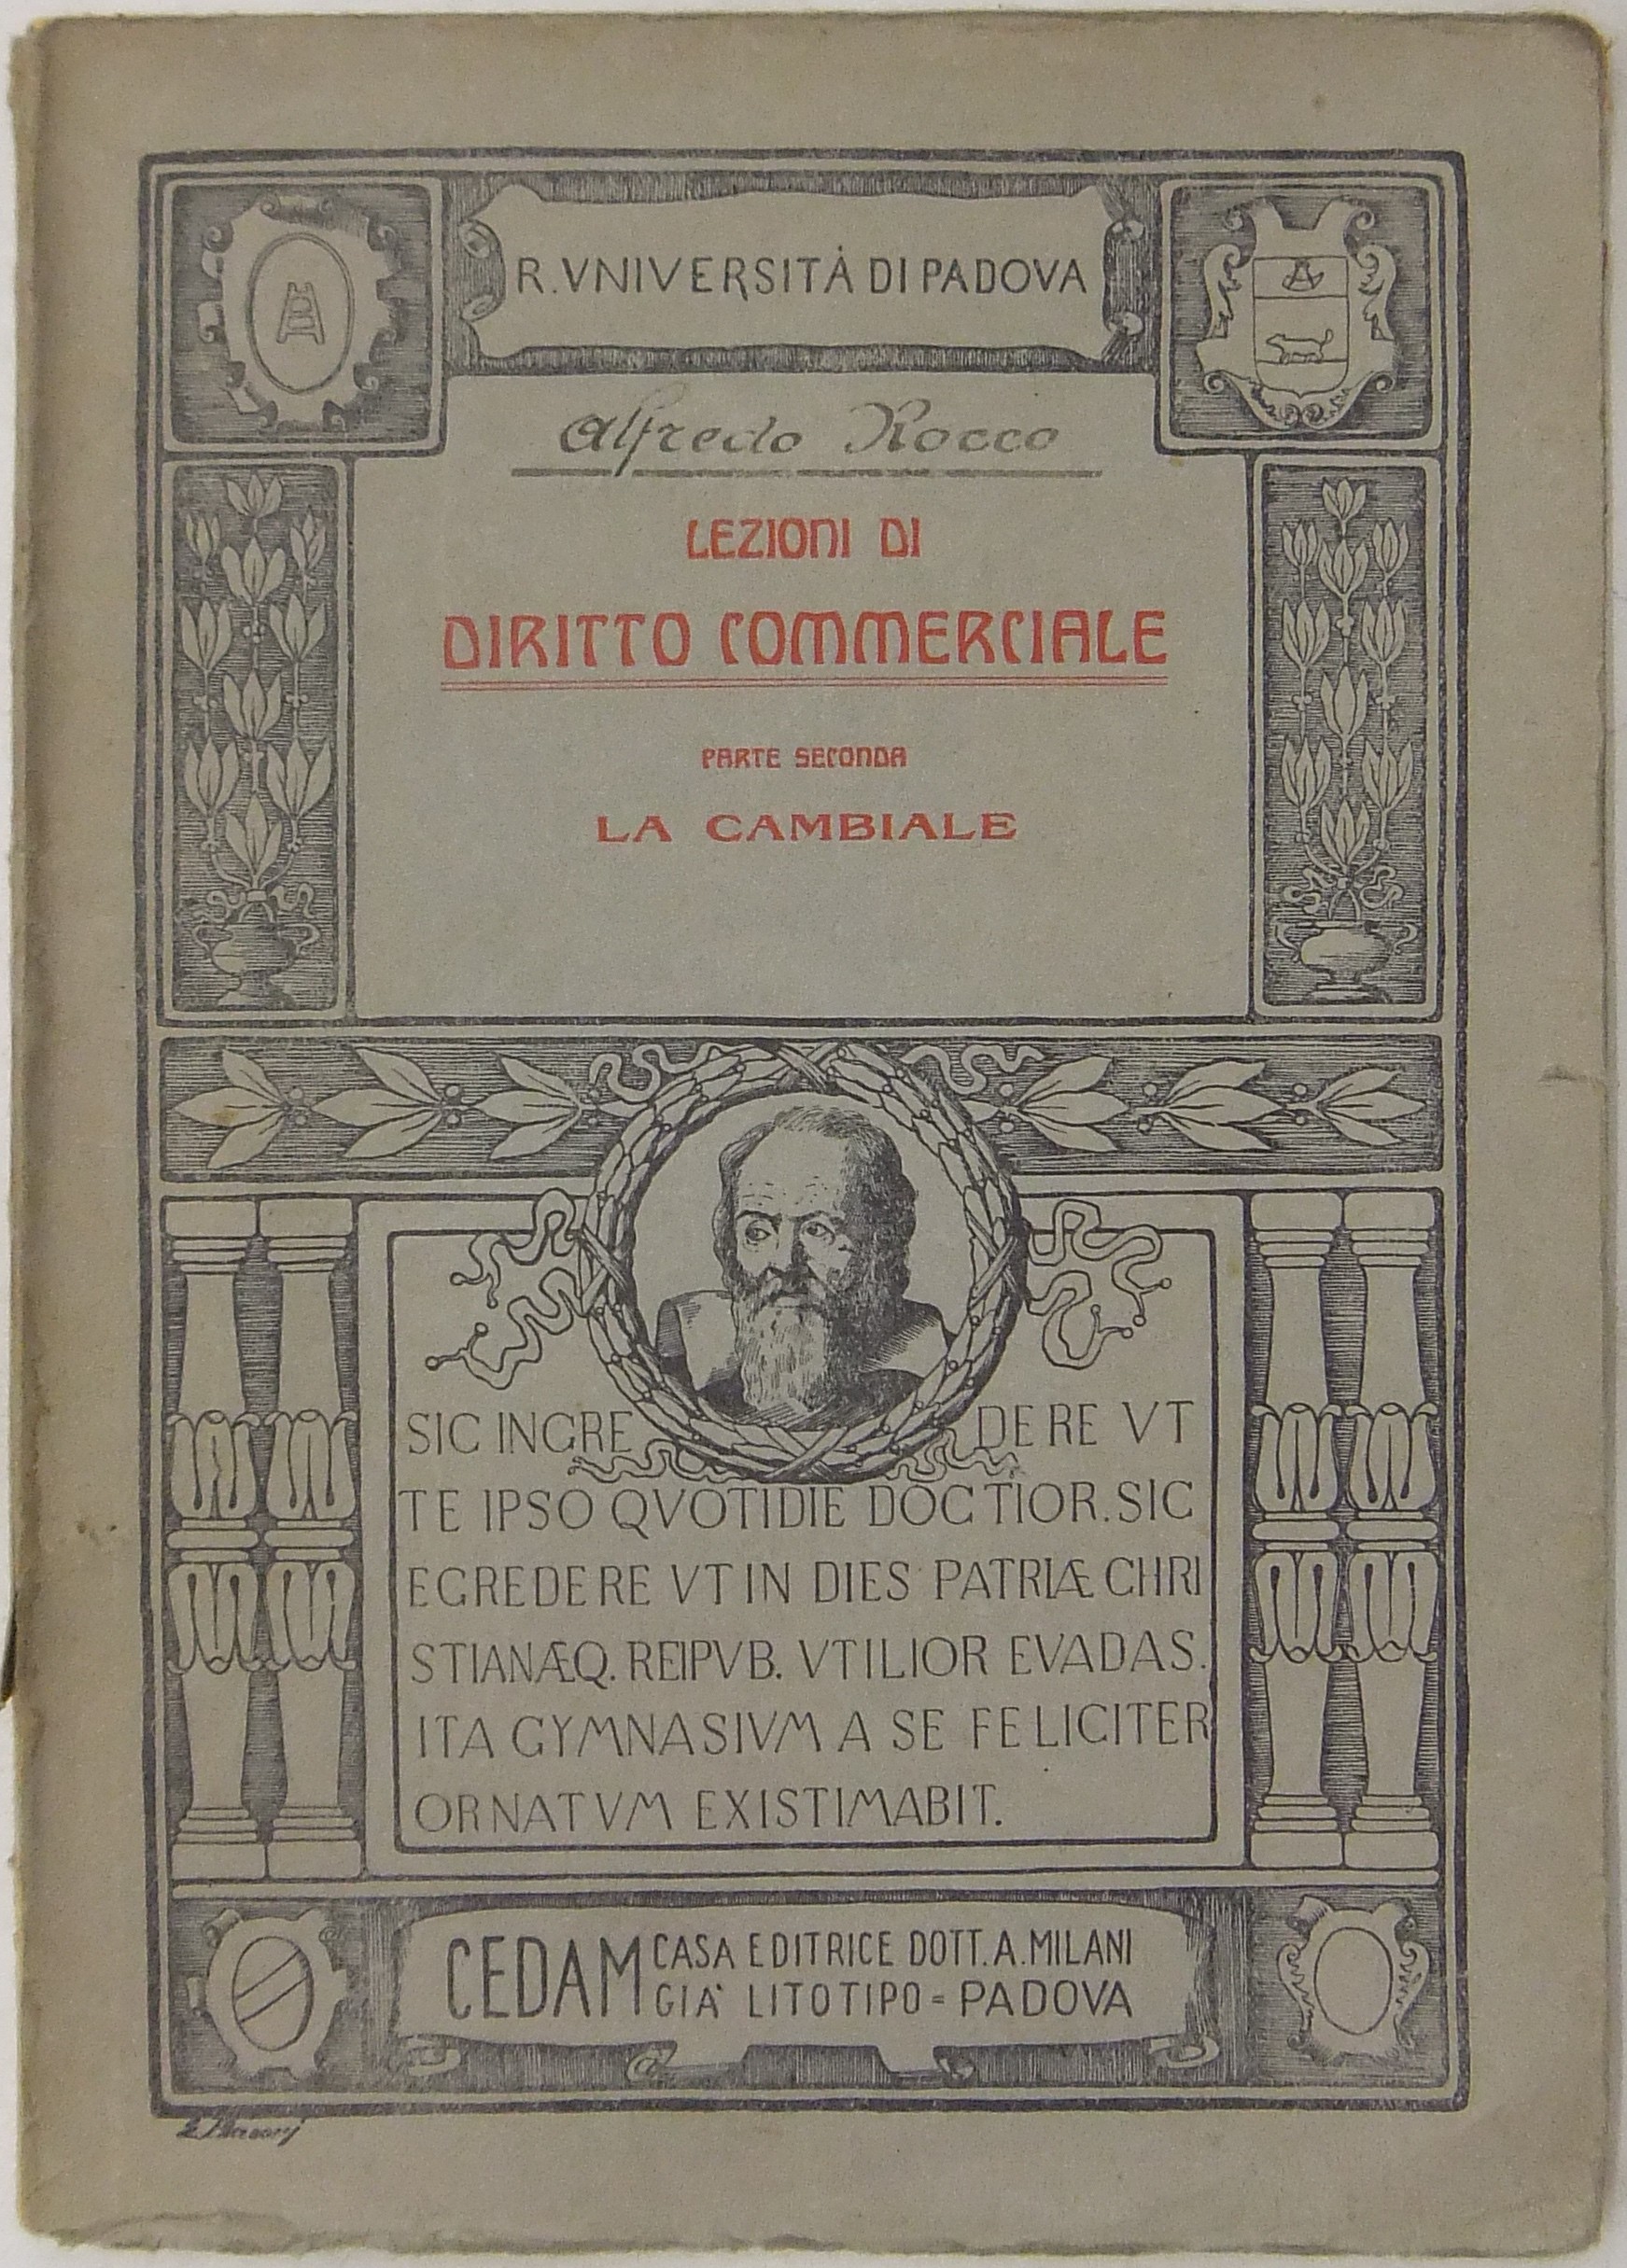 R. VNIVERSITÀ DI PADOVA
Alfredo Rocco
LEZIONI DI
DIRITTO COMMERCIALE
PARTE SECONDA
LA CAMBIALE
SIC INGRE DERE VT
TE IPSO QVOTIDIE DOCTIOR. SIC
EGREDERE VT IN DIES PATRIÆ CHRI
STIANÆQ. REIPVB. VTILIOR EVADAS.
ITA GYMNASIVM A SE FELICITER
ORNATVM EXISTIMABIT.
CEDAM CASA EDITRICE DOTT. A. MILANI
GIA' LITOTIPO = PADOVA